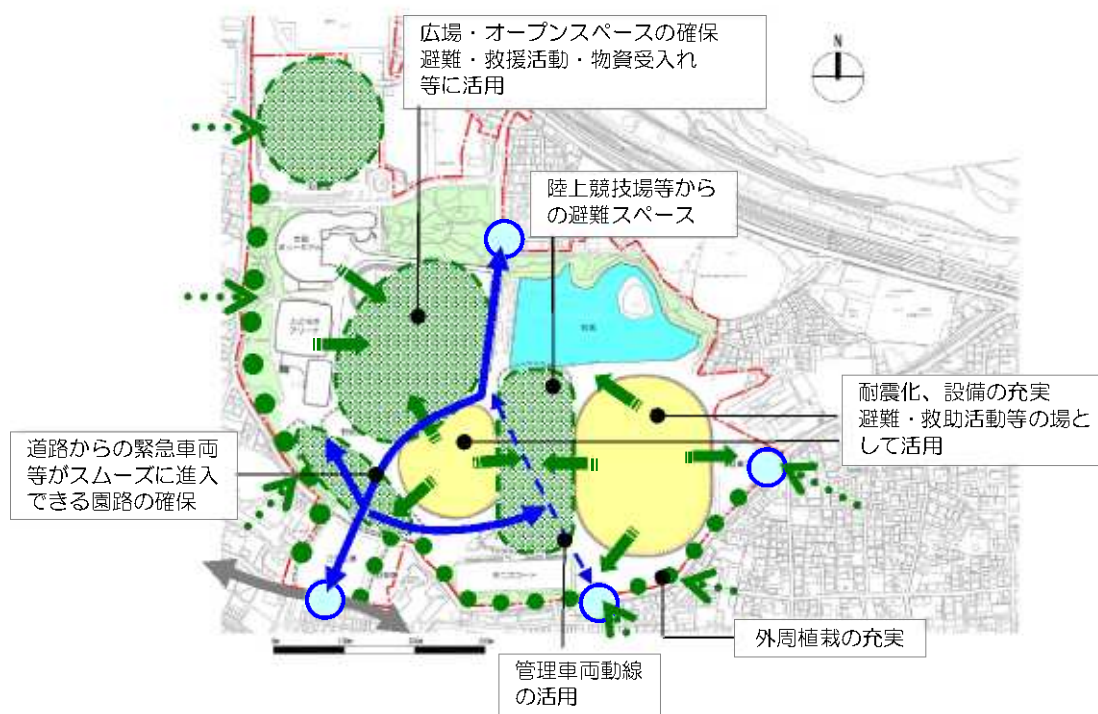 広場・オープンスペースの確保
避難・救援活動・物資受入れ
等に活用
N
陸上競技場等から
の避難スペース
耐震化、設備の充実
避難・救助活動等の場と
して活用
道路からの緊急車両
等がスムーズに進入
できる園路の確保
外周植栽の充実
管理車両動線
の活用